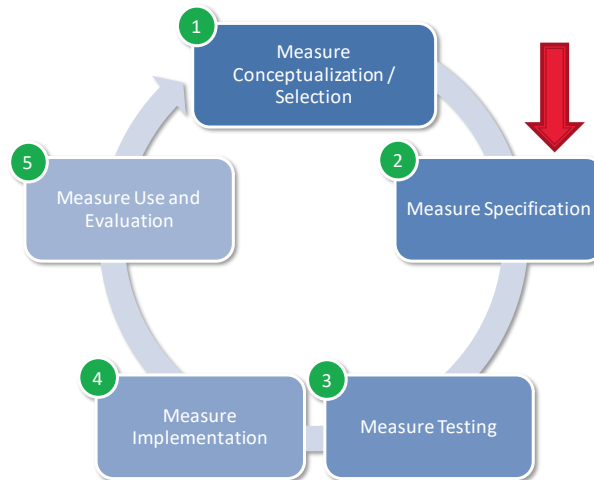 1
Measure
Conceptualization /
Selection
2
Measure Specification
3
Measure Testing
4
Measure
Implementation
5
Measure Use and
Evaluation